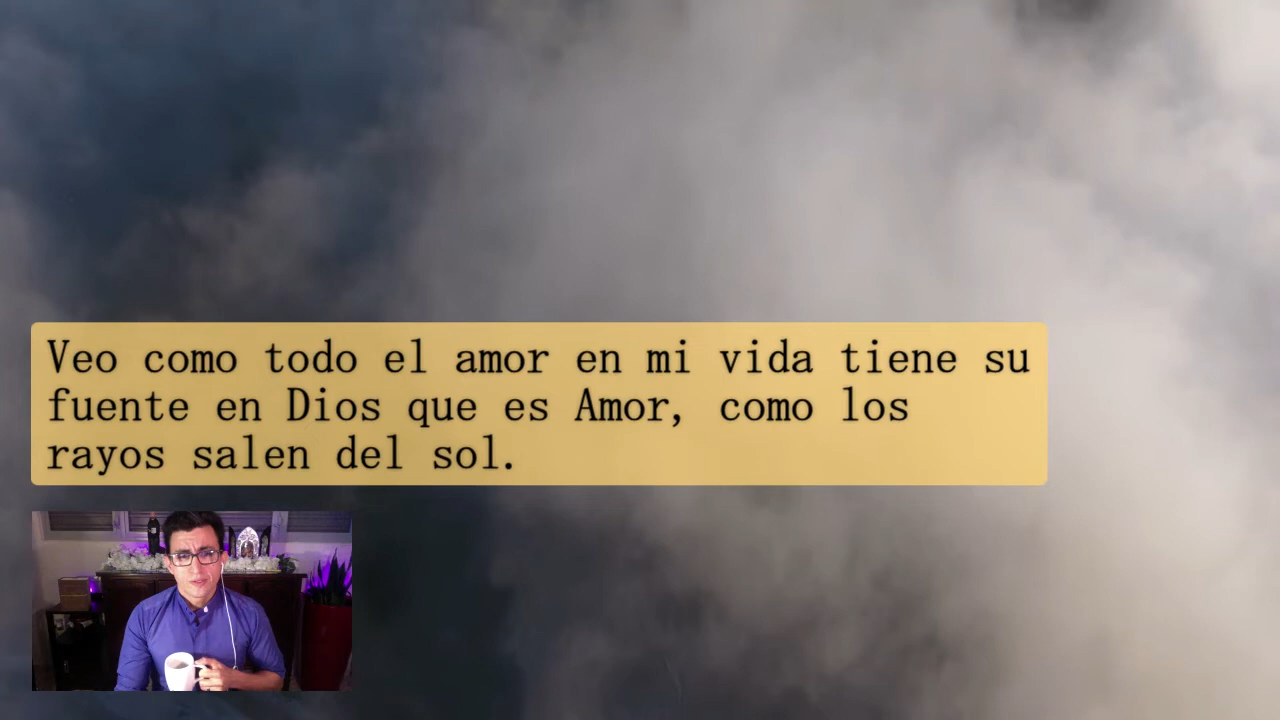 Veo como todo el amor en mi vida tiene su
fuente en Dios que es Amor, como los
rayos salen del sol.